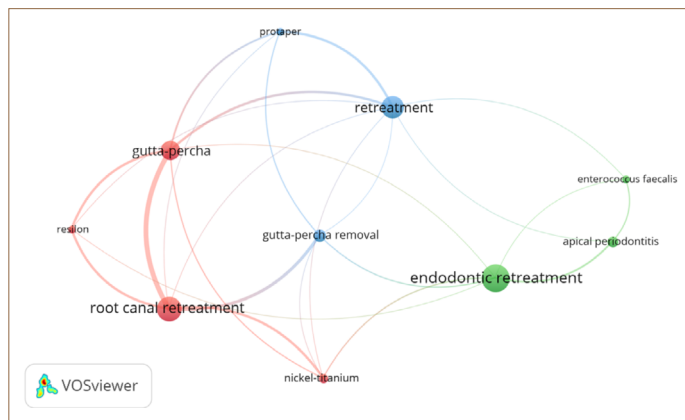 protaper
retreatment
gutta-percha
enterococcus faecalis
resilon
gutta-percha removal
apical periodontitis
endodontic retreatment
root canal retreatment
nickel-titanium
VOSviewer